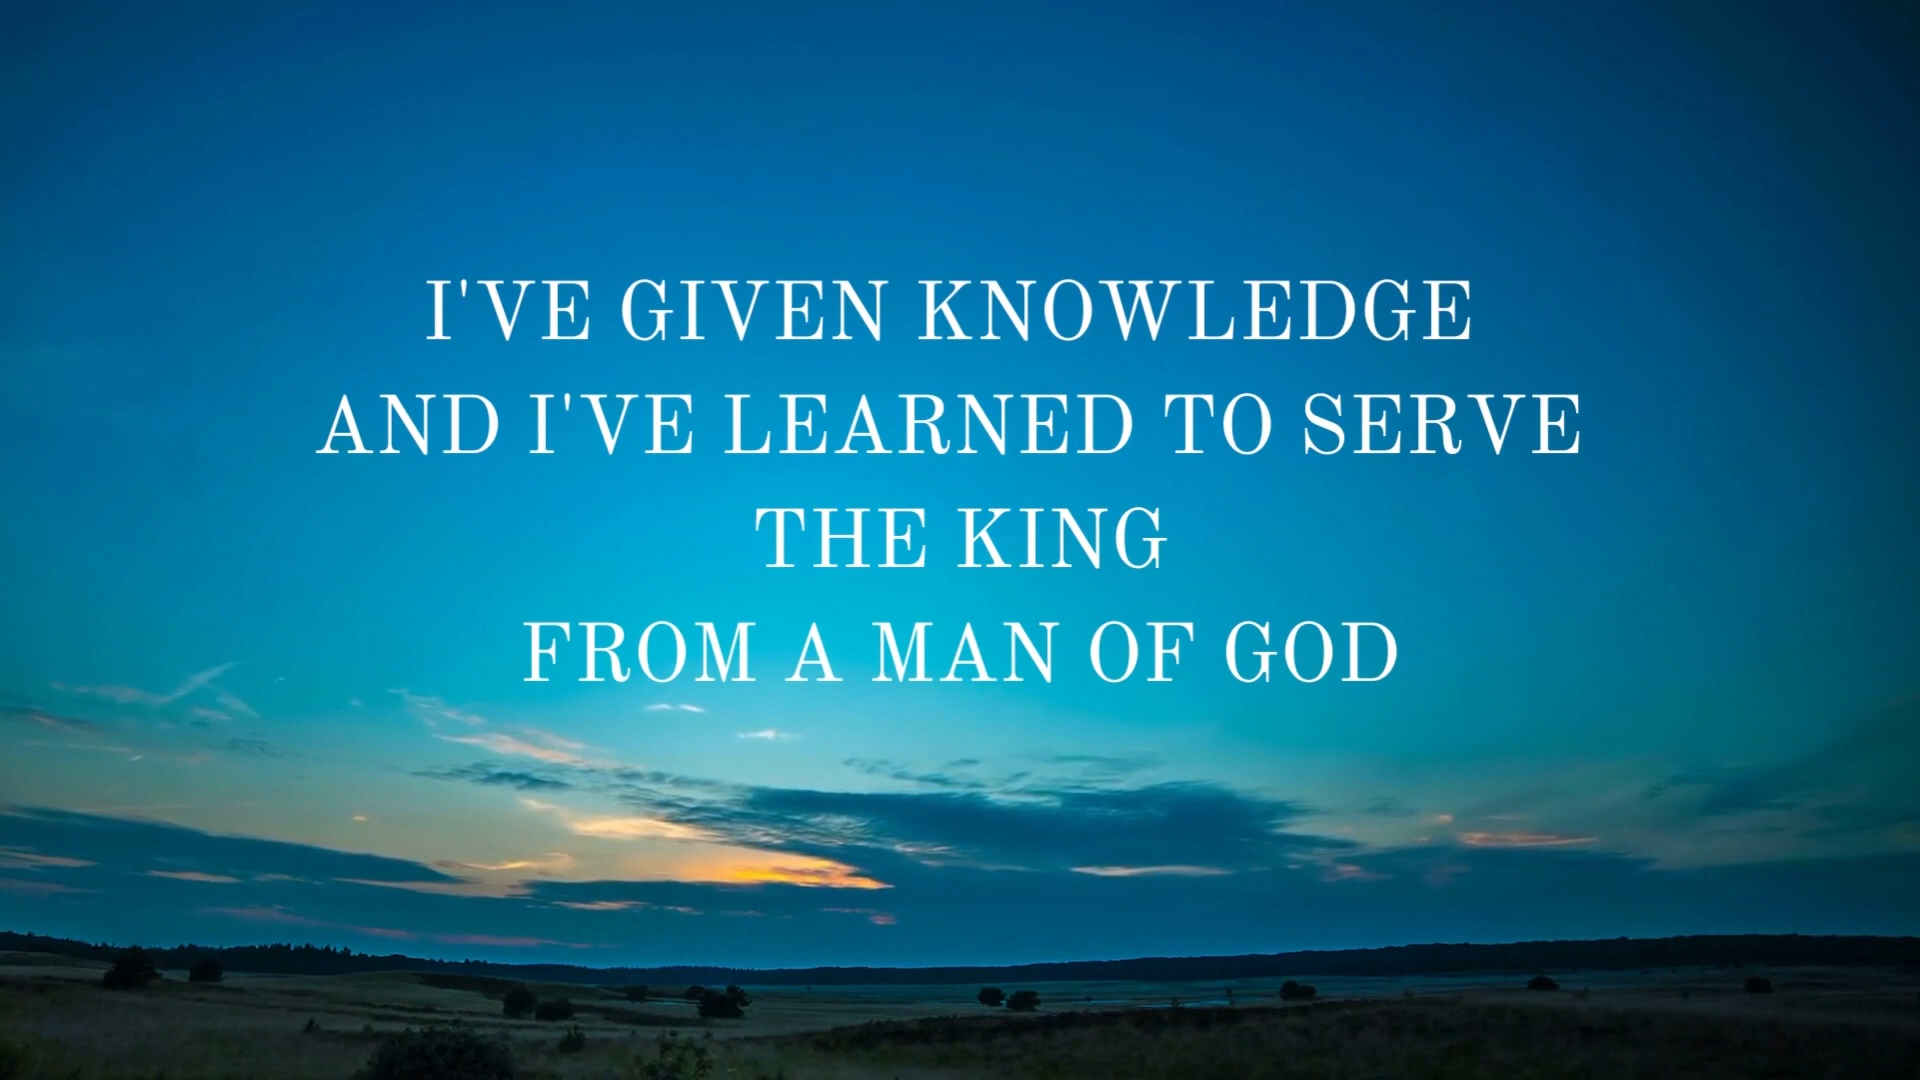 I'VE GIVEN KNOWLEDGE
AND I'VE LEARNED TO SERVE
THE KING
FROM A MAN OF GOD